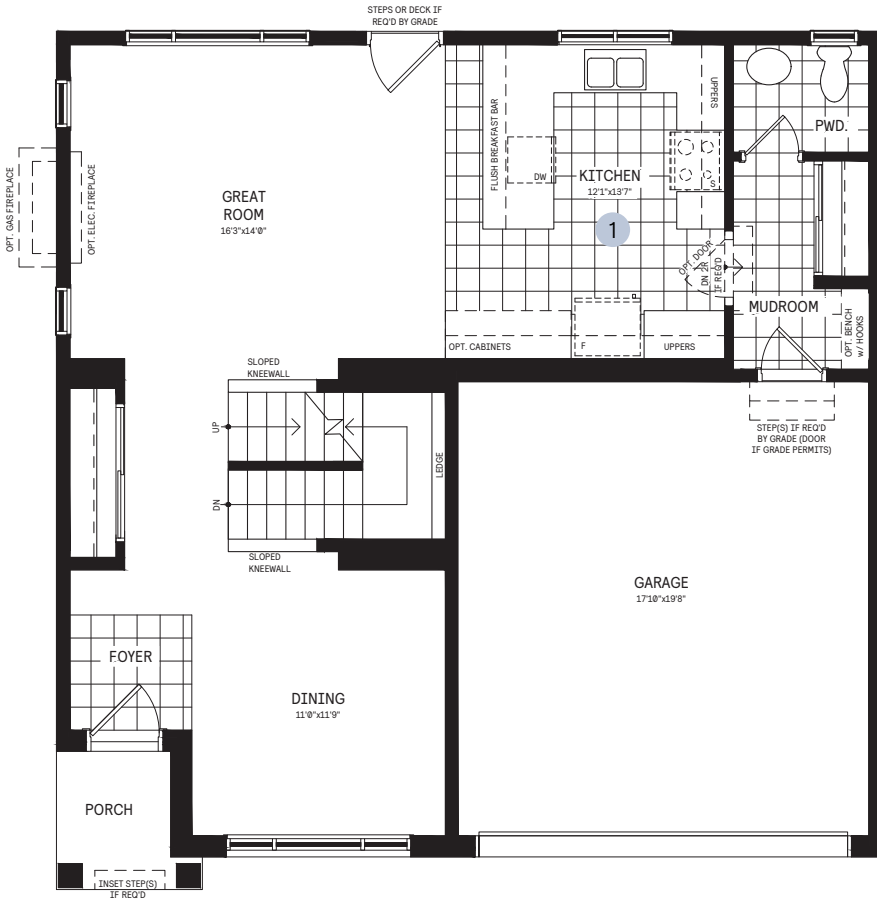 STEPS OR DECK IF
REQ'D BY GRADE
OPT. GAS FIREPLACE
OPT. ELEC. FIREPLACE
GREAT
ROOM
16'3"x14'0"
FLUSH BREAKFAST BAR
DW
KITCHEN
12'1"x13'7"
1
UPPERS
S
PWD.
OPT. DOOR
DN 2R
IF REQ'D
MUDROOM
OPT. BENCH
w/ HOOKS
OPT. CABINETS
F
UPPERS
SLOPED
KNEEWALL
UP
DN
LEDGE
SLOPED
KNEEWALL
STEP(S) IF REQ'D
BY GRADE (DOOR
IF GRADE PERMITS)
GARAGE
17'10"x19'8"
FOYER
DINING
11'0"x11'9"
PORCH
INSET STEP(S)
IF REQ'D